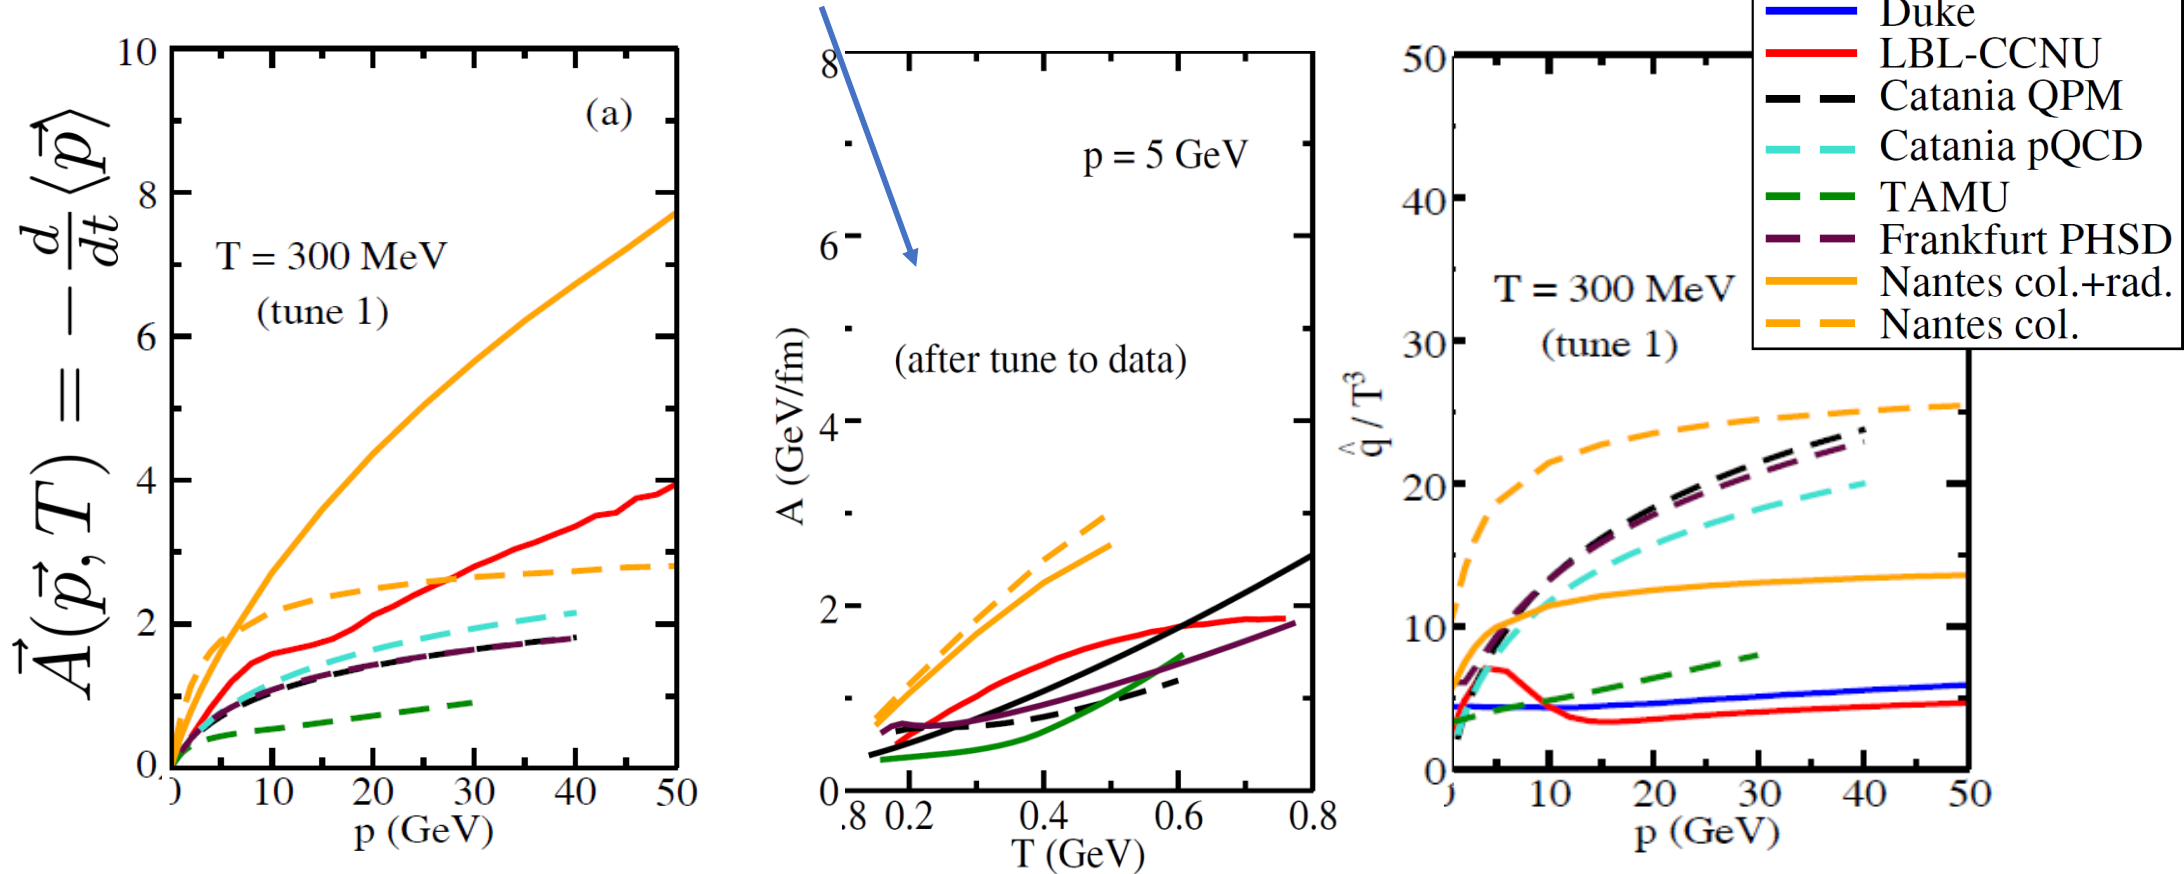 A⃗(p⃗, T) = − d/dt ⟨p⃗⟩
10
8
6
4
2
0
(a)
T = 300 MeV
(tune 1)
10 20 30 40 50
p (GeV)
A (GeV/fm)
8
6
4
2
0
p = 5 GeV
(after tune to data)
.8 0.2 0.4 0.6 0.8
T (GeV)
q̂ / T³
50
40
30
20
10
0
T = 300 MeV
(tune 1)
10 20 30 40 50
p (GeV)
Duke
LBL-CCNU
Catania QPM
Catania pQCD
TAMU
Frankfurt PHSD
Nantes col.+rad.
Nantes col.